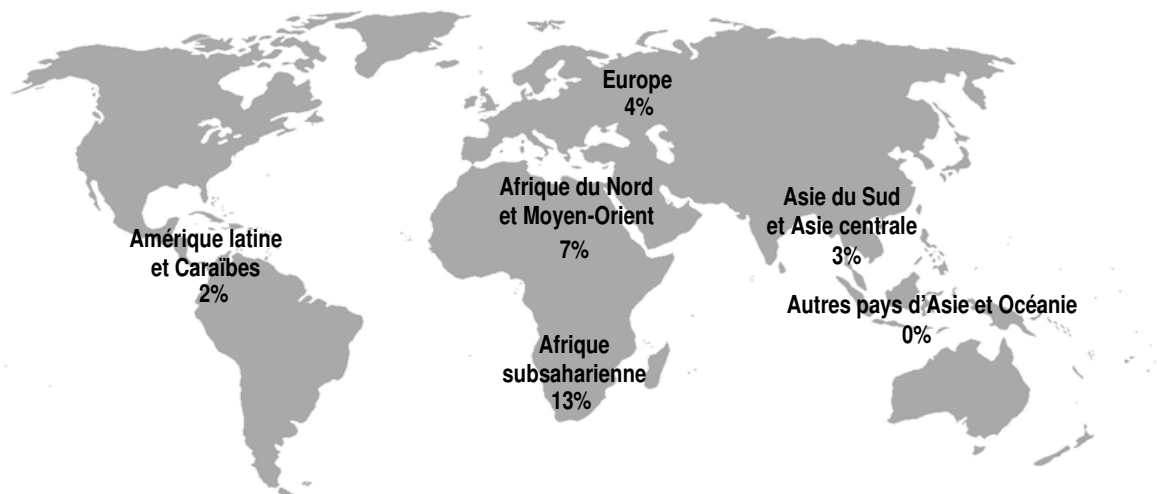 Europe
4%
Afrique du Nord
et Moyen-Orient
7%
Asie du Sud
et Asie centrale
3%
Amérique latine
et Caraïbes
2%
Autres pays d'Asie et Océanie
0%
Afrique
subsaharienne
13%